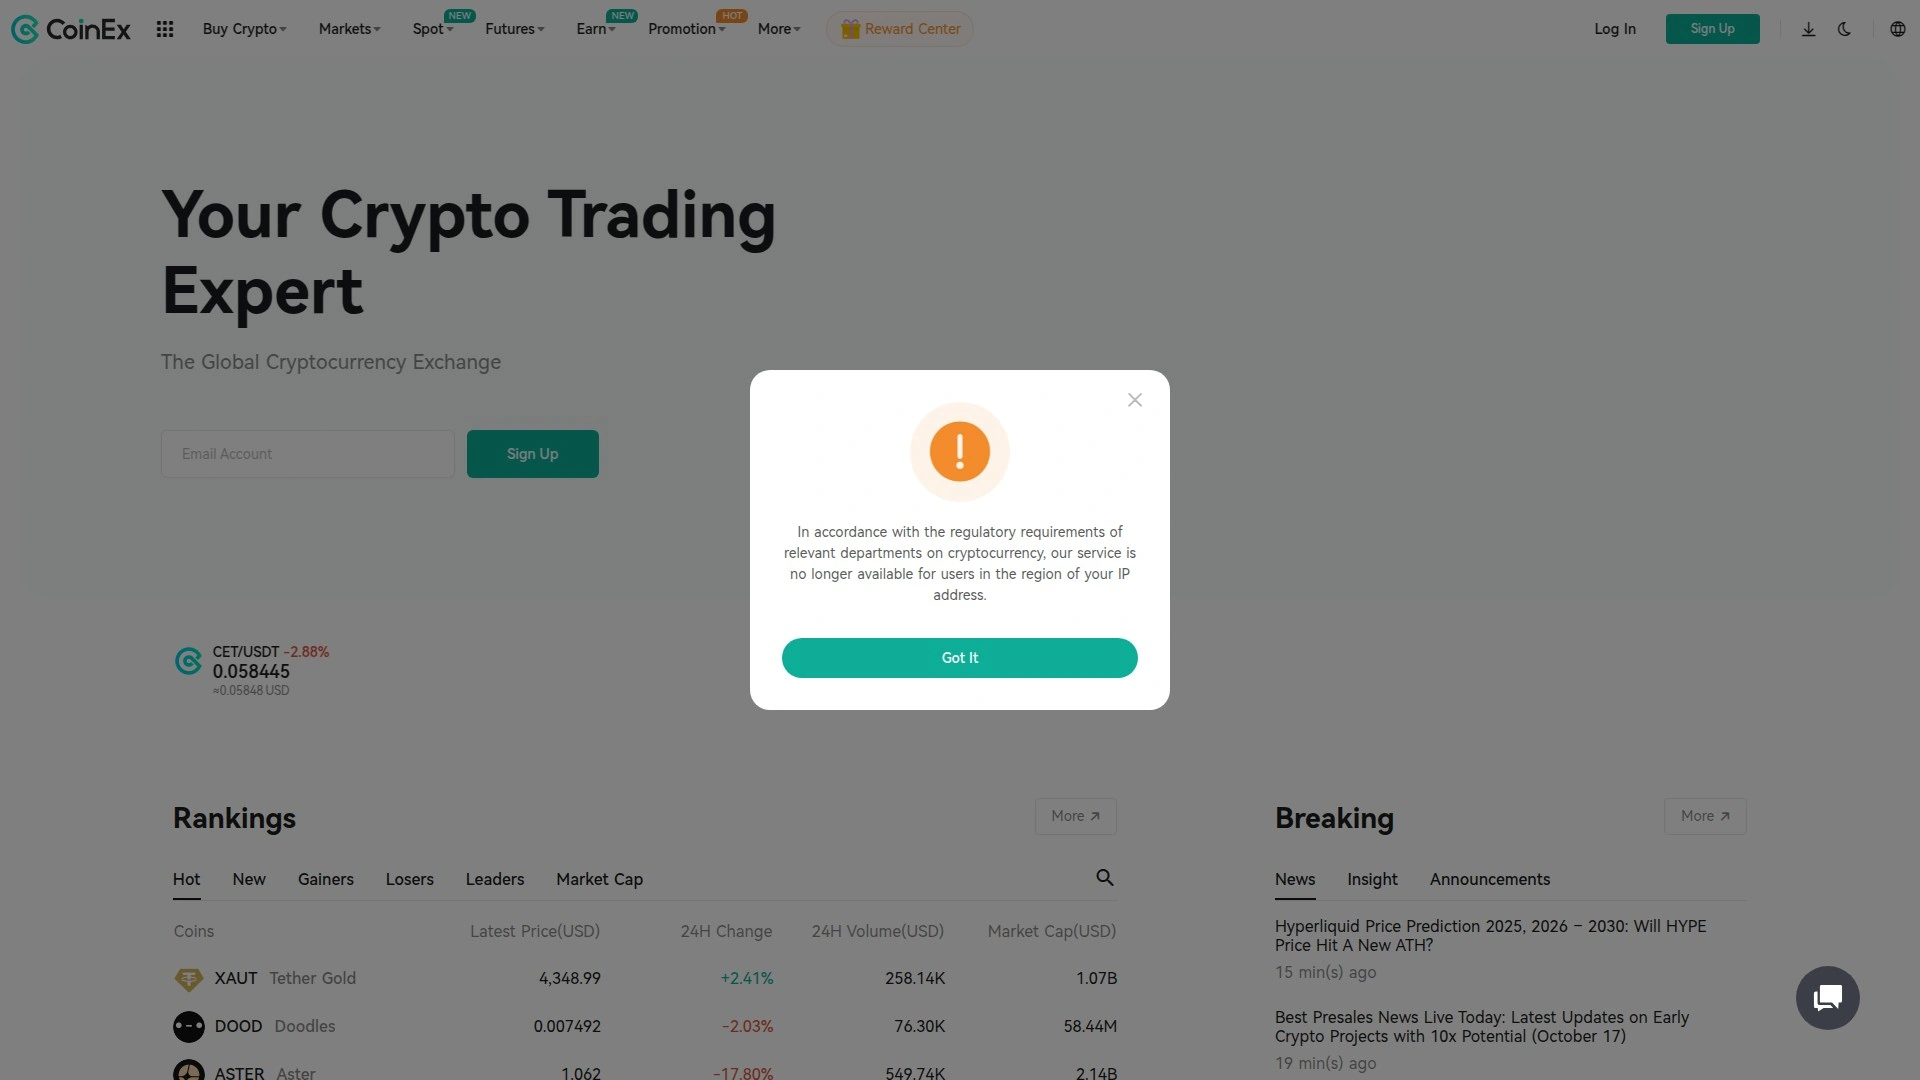 CoinEx
Buy Crypto
Markets
Spot
NEW
Futures
Earn
NEW
Promotion
HOT
More
Reward Center
Log In
Sign Up
Your Crypto Trading
Expert
The Global Cryptocurrency Exchange
Email Account
Sign Up
In accordance with the regulatory requirements of
relevant departments on cryptocurrency, our service is
no longer available for users in the region of your IP
address.
Got It
CET/USDT -2.88%
0.058445
≈0.05848 USD
Rankings
More
Hot New Gainers Losers Leaders Market Cap
Coins Latest Price(USD) 24H Change 24H Volume(USD) Market Cap(USD)
XAUT Tether Gold 4,348.99 +2.41% 258.14K 1.07B
DOOD Doodles 0.007492 -2.03% 76.30K 58.44M
ASTER Aster 1.062 -17.80% 549.74K 2.14B
Breaking
More
News Insight Announcements
Hyperliquid Price Prediction 2025, 2026 – 2030: Will HYPE
Price Hit A New ATH?
15 min(s) ago
Best Presales News Live Today: Latest Updates on Early
Crypto Projects with 10x Potential (October 17)
19 min(s) ago